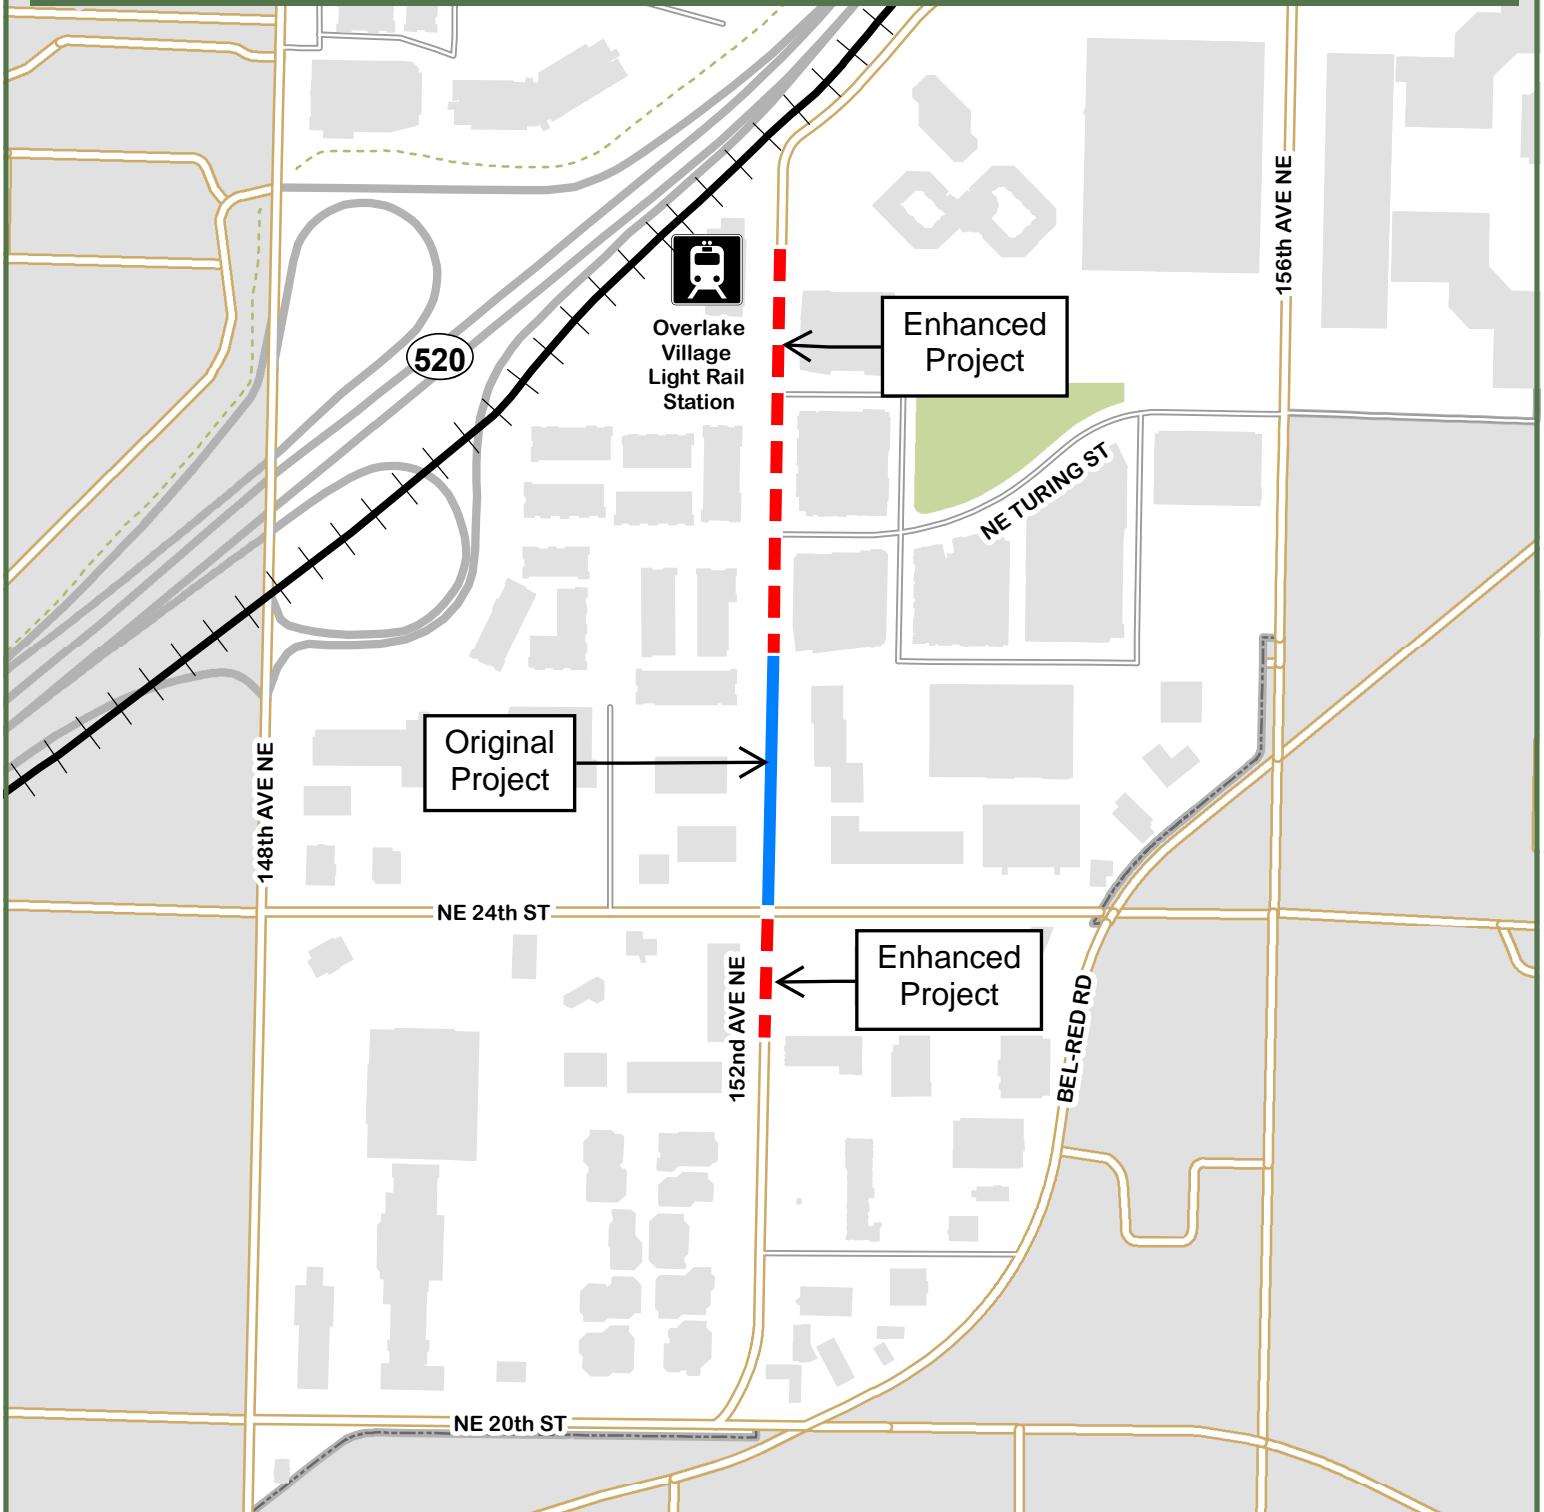 156th AVE NE
Overlake
Village
Light Rail
Station
Enhanced
Project
520
NE TURING ST
Original
Project
148th AVE NE
NE 24th ST
Enhanced
Project
152nd AVE NE
BEL-RED RD
NE 20th ST